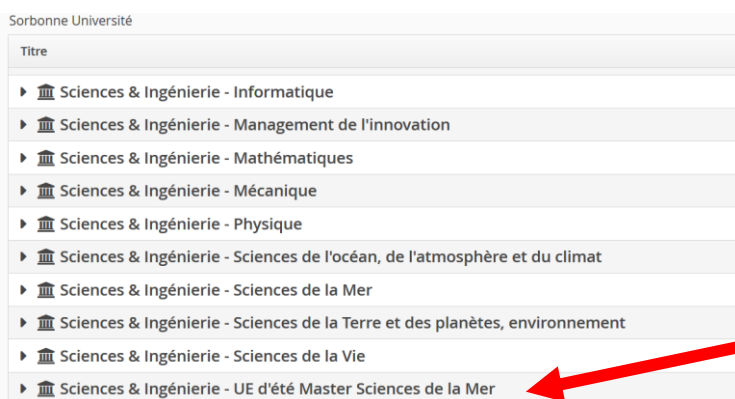 Sorbonne Université
Titre
Sciences & Ingénierie - Informatique
Sciences & Ingénierie - Management de l'innovation
Sciences & Ingénierie - Mathématiques
Sciences & Ingénierie - Mécanique
Sciences & Ingénierie - Physique
Sciences & Ingénierie - Sciences de l'océan, de l'atmosphère et du climat
Sciences & Ingénierie - Sciences de la Mer
Sciences & Ingénierie - Sciences de la Terre et des planètes, environnement
Sciences & Ingénierie - Sciences de la Vie
Sciences & Ingénierie - UE d'été Master Sciences de la Mer